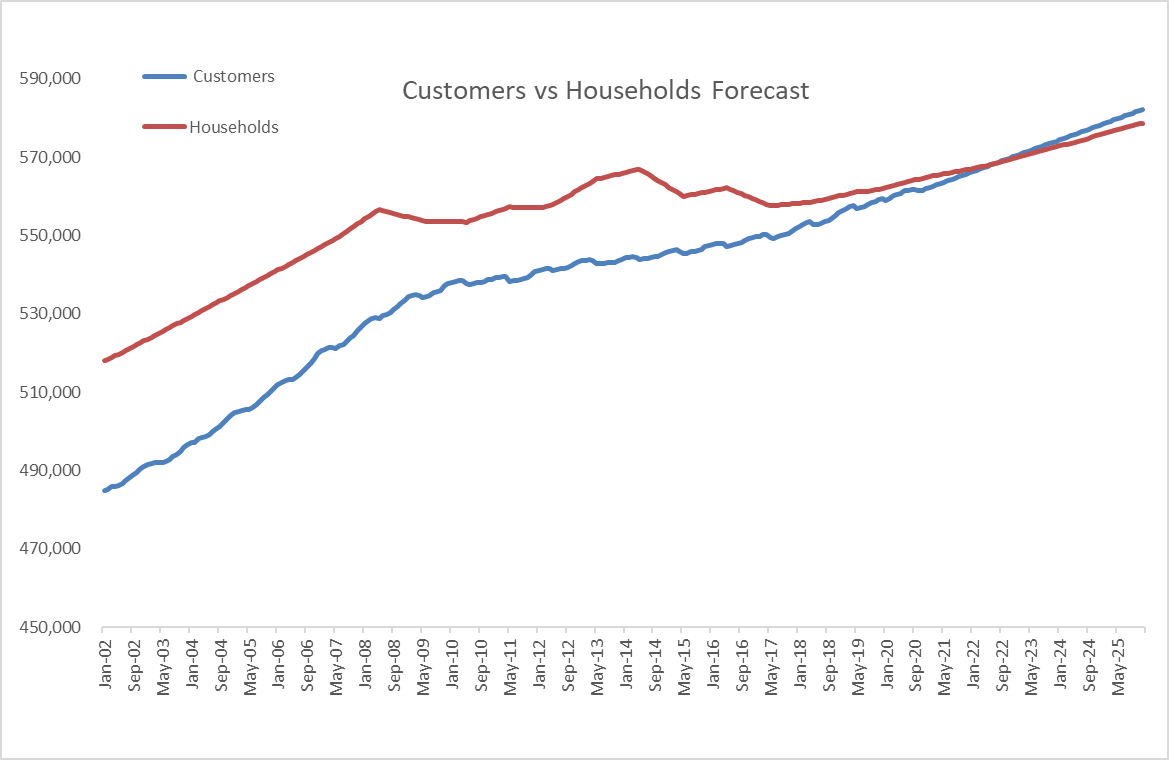 Customers vs Households Forecast
Customers
Households
590,000
570,000
550,000
530,000
510,000
490,000
470,000
450,000
Jan-02
Sep-02
May-03
Jan-04
Sep-04
May-05
Jan-06
Sep-06
May-07
Jan-08
Sep-08
May-09
Jan-10
Sep-10
May-11
Jan-12
Sep-12
May-13
Jan-14
Sep-14
May-15
Jan-16
Sep-16
May-17
Jan-18
Sep-18
May-19
Jan-20
Sep-20
May-21
Jan-22
Sep-22
May-23
Jan-24
Sep-24
May-25